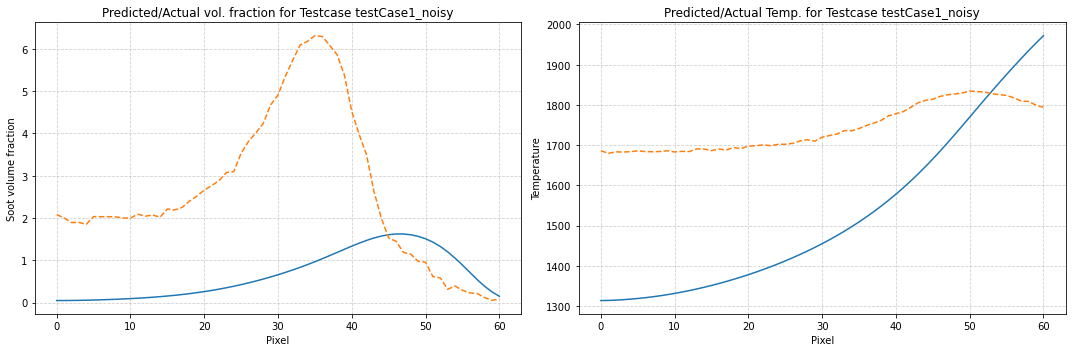 Predicted/Actual vol. fraction for Testcase testCase1_noisy
Soot volume fraction
6
5
4
3
2
1
0
0 10 20 30 40 50 60
Pixel
Predicted/Actual Temp. for Testcase testCase1_noisy
Temperature
2000
1900
1800
1700
1600
1500
1400
1300
0 10 20 30 40 50 60
Pixel